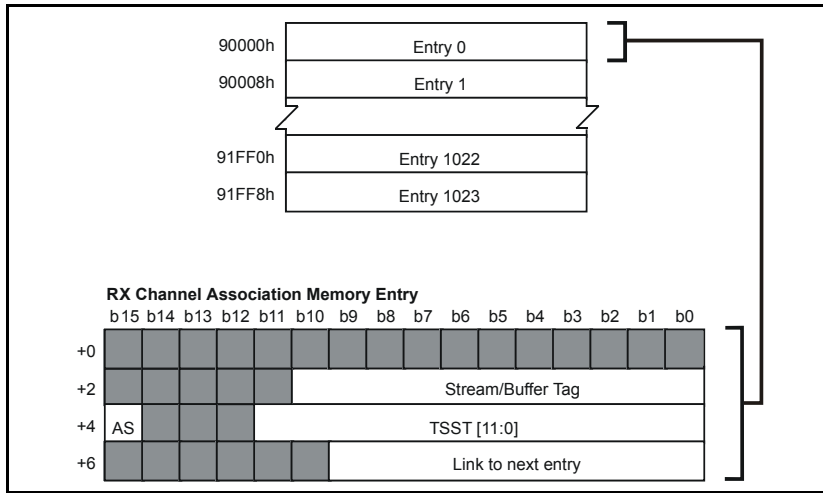 90000h Entry 0
90008h Entry 1
91FF0h Entry 1022
91FF8h Entry 1023
RX Channel Association Memory Entry
b15 b14 b13 b12 b11 b10 b9 b8 b7 b6 b5 b4 b3 b2 b1 b0
+0
+2 Stream/Buffer Tag
+4 AS TSST [11:0]
+6 Link to next entry